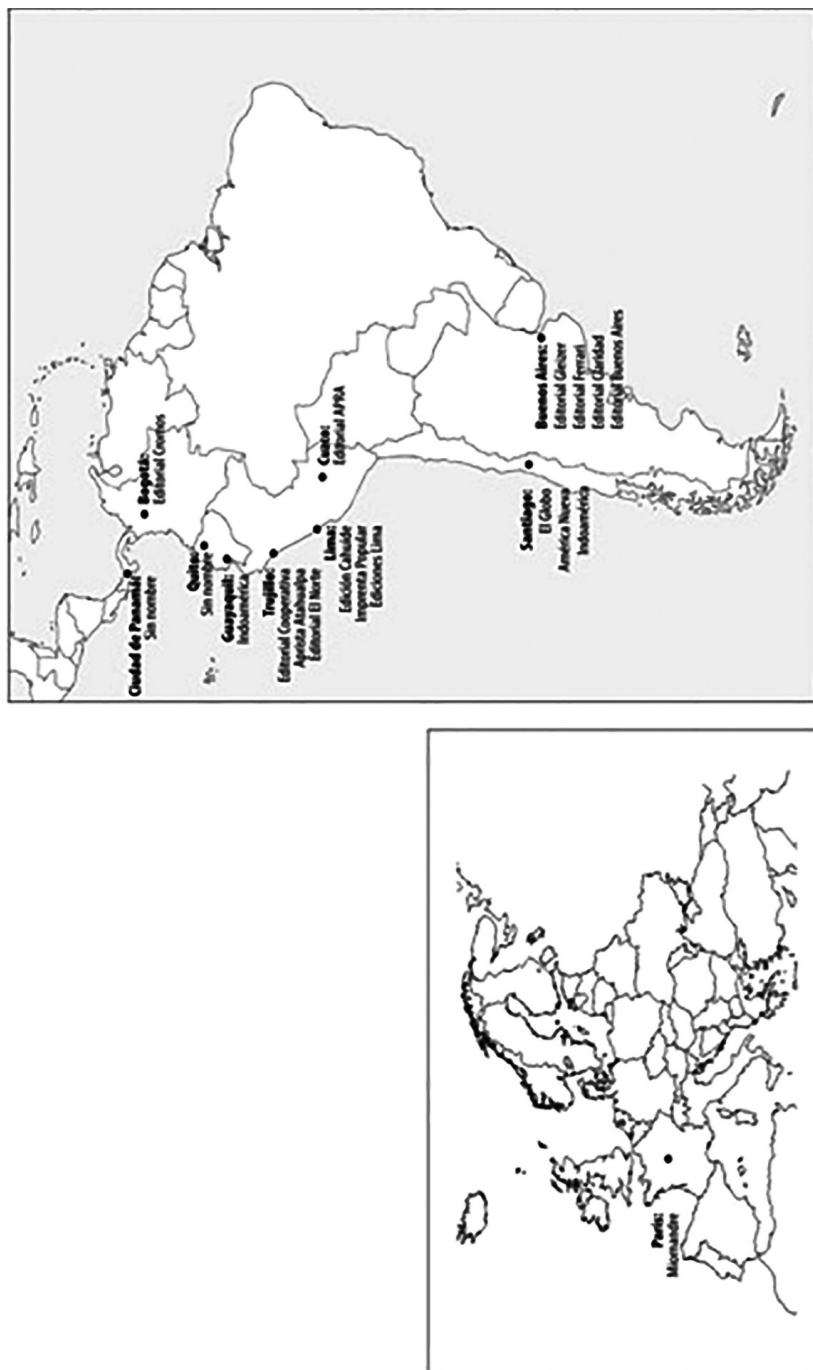 Ciudad de Panamá:
Sin nombre
Bogotá:
Editorial Cromos
Quito:
Sin nombre
Guayaquil:
Indoamérica
Trujillo:
Editorial Cooperativa
Aprista Atahualpa
Editorial El Norte
Lima:
Edición Cahuide
Imprenta Popular
Ediciones Lima
Cuzco:
Editorial APRA
Santiago:
El Globo
América Nueva
Indoamérica
Buenos Aires:
Editorial Gleizer
Editorial Ferrari
Editorial Claridad
Editorial Buenos Aires
París:
Miomandre